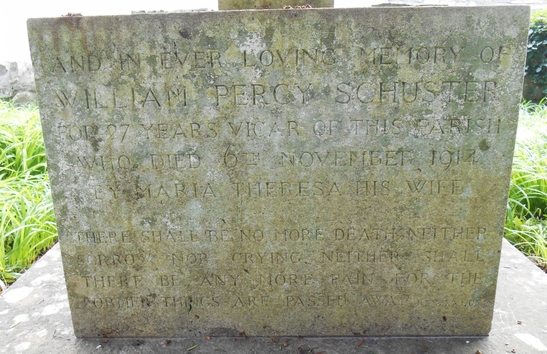 AND IN EVER LOVING MEMORY OF
WILLIAM PERCY SCHUSTER
FOR 27 YEARS VICAR OF THIS PARISH
WHO DIED 6TH NOVEMBER 1914
BY MARIA THERESA HIS WIFE
THERE SHALL BE NO MORE DEATH NEITHER
SORROW NOR CRYING NEITHER SHALL
THERE BE ANY MORE PAIN FOR THE
FORMER THINGS ARE PASSED AWAY